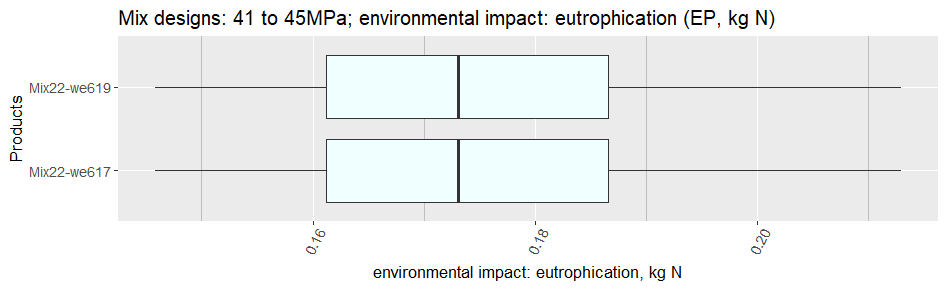 Mix designs: 41 to 45MPa; environmental impact: eutrophication (EP, kg N)
Products
Mix22-we619
Mix22-we617
0.16
0.18
0.20
environmental impact: eutrophication, kg N